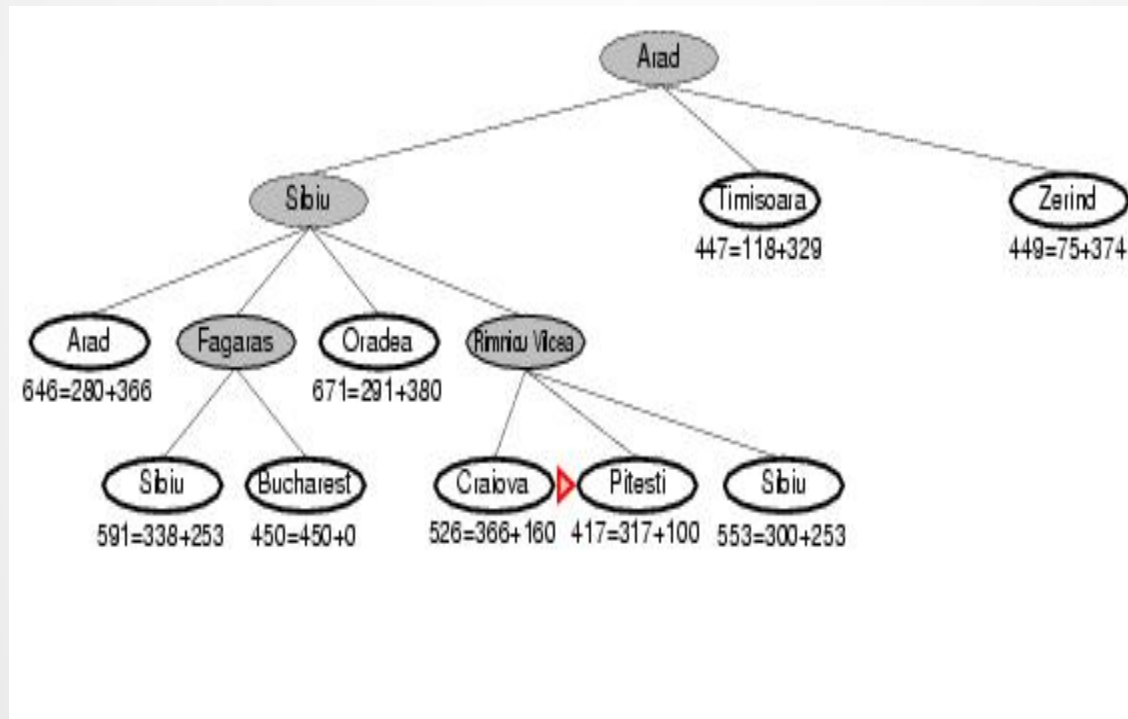 Arad
Sibiu
Timisoara
Zerind
447=118+329
449=75+374
Arad
Fagaras
Oradea
Rimnicu Vilcea
646=280+366
671=291+380
Sibiu
Bucharest
Craiova
Pitesti
Sibiu
591=338+253
450=450+0
526=366+160
417=317+100
553=300+253